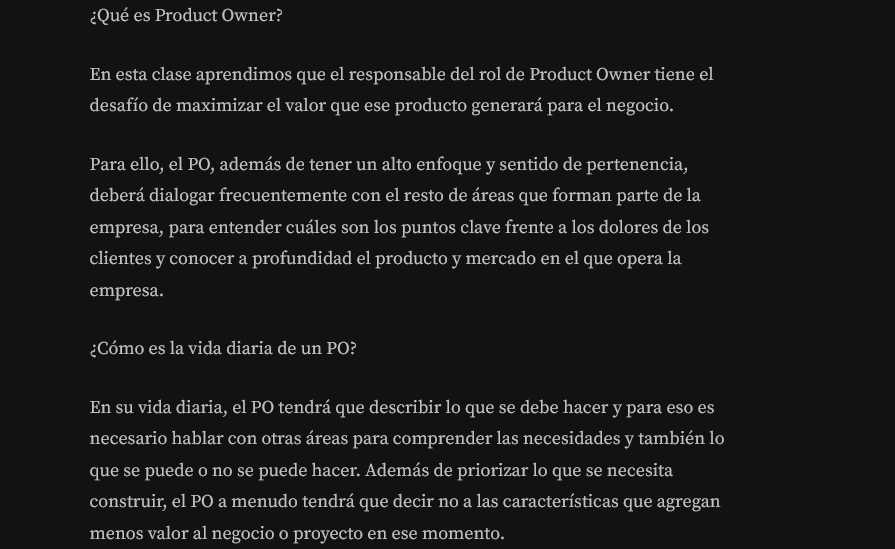 ¿Qué es Product Owner?
En esta clase aprendimos que el responsable del rol de Product Owner tiene el
desafío de maximizar el valor que ese producto generará para el negocio.
Para ello, el PO, además de tener un alto enfoque y sentido de pertenencia,
deberá dialogar frecuentemente con el resto de áreas que forman parte de la
empresa, para entender cuáles son los puntos clave frente a los dolores de los
clientes y conocer a profundidad el producto y mercado en el que opera la
empresa.
¿Cómo es la vida diaria de un PO?
En su vida diaria, el PO tendrá que describir lo que se debe hacer y para eso es
necesario hablar con otras áreas para comprender las necesidades y también lo
que se puede o no se puede hacer. Además de priorizar lo que se necesita
construir, el PO a menudo tendrá que decir no a las características que agregan
menos valor al negocio o proyecto en ese momento.